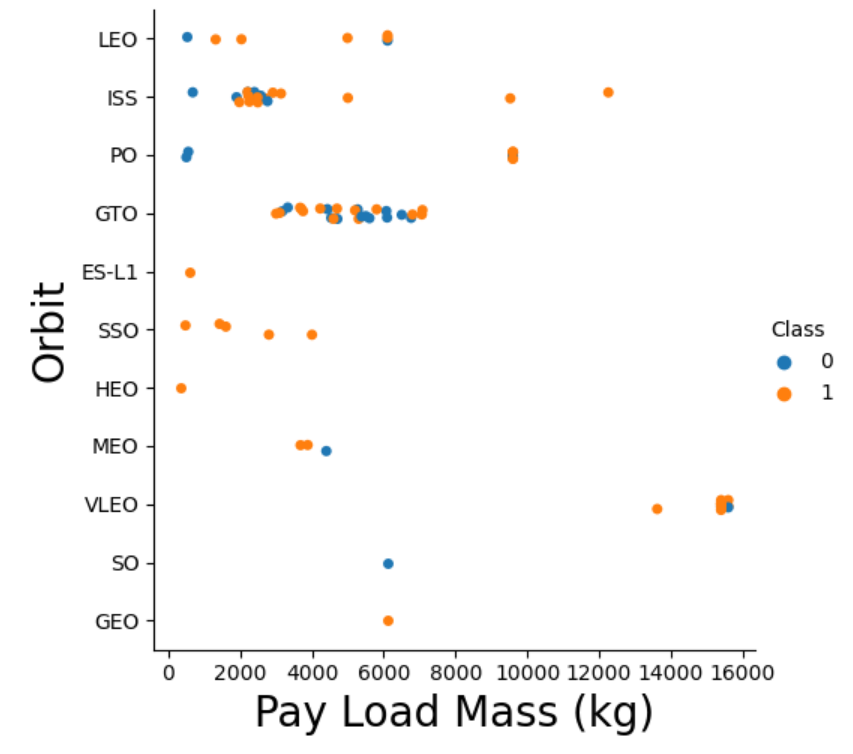 LEO
ISS
PO
GTO
ES-L1
SSO
HEO
MEO
VLEO
SO
GEO
Orbit
0 2000 4000 6000 8000 10000 12000 14000 16000
Pay Load Mass (kg)
Class
0
1